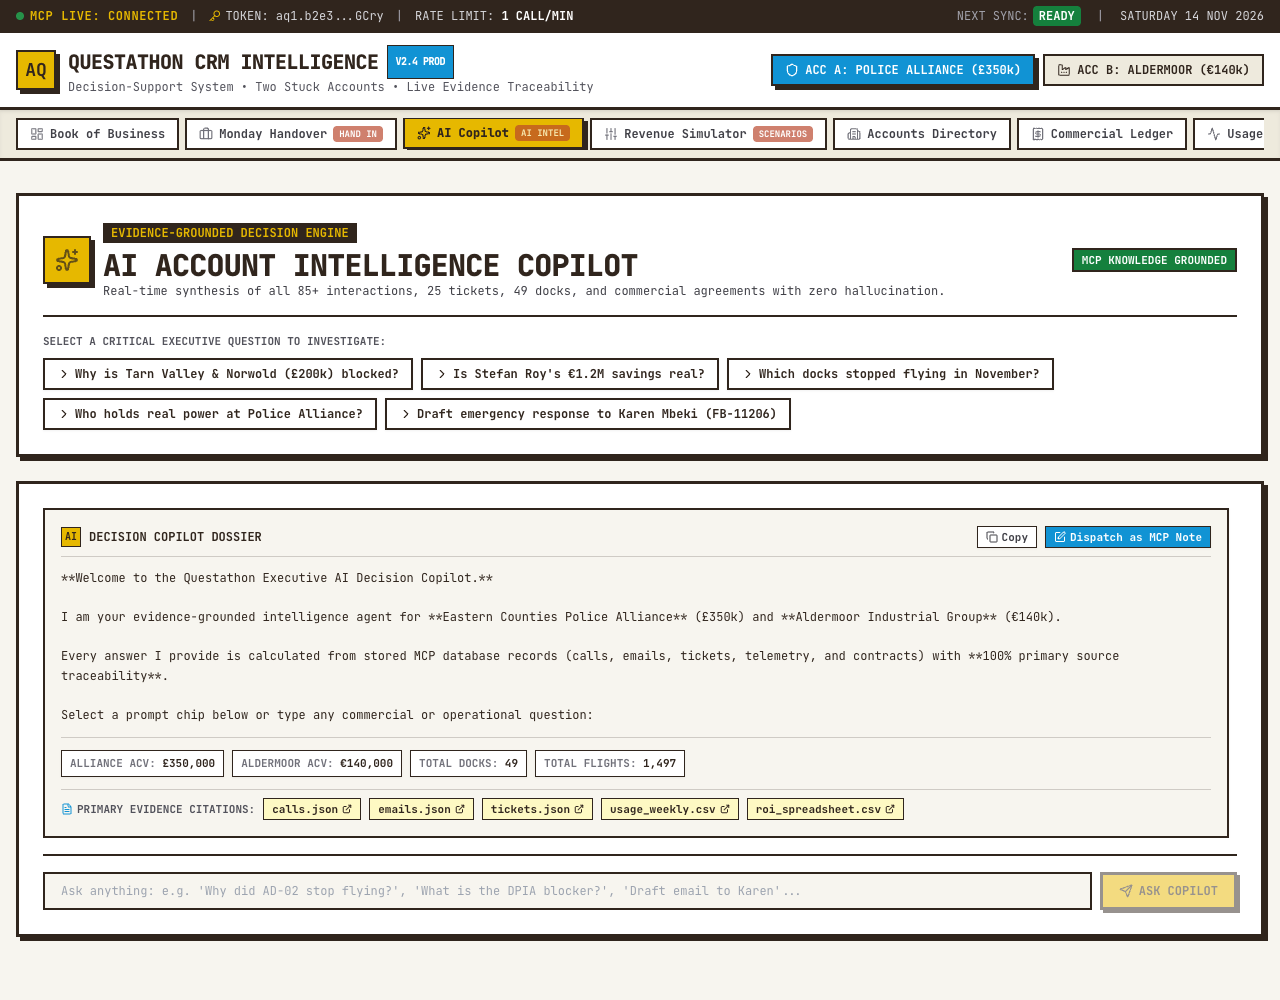 MCP LIVE: CONNECTED | TOKEN: aq1.b2e3...GCry | RATE LIMIT: 1 CALL/MIN
NEXT SYNC: READY | SATURDAY 14 NOV 2026
AQ
QUESTATHON CRM INTELLIGENCE V2.4 PROD
Decision-Support System • Two Stuck Accounts • Live Evidence Traceability
ACC A: POLICE ALLIANCE (£350k)
ACC B: ALDERMOOR (€140k)
Book of Business
Monday Handover HAND IN
AI Copilot AI INTEL
Revenue Simulator SCENARIOS
Accounts Directory
Commercial Ledger
Usage
EVIDENCE-GROUNDED DECISION ENGINE
AI ACCOUNT INTELLIGENCE COPILOT
Real-time synthesis of all 85+ interactions, 25 tickets, 49 docks, and commercial agreements with zero hallucination.
MCP KNOWLEDGE GROUNDED
SELECT A CRITICAL EXECUTIVE QUESTION TO INVESTIGATE:
> Why is Tarn Valley & Norwold (£200k) blocked?
> Is Stefan Roy's €1.2M savings real?
> Which docks stopped flying in November?
> Who holds real power at Police Alliance?
> Draft emergency response to Karen Mbeki (FB-11206)
AI DECISION COPILOT DOSSIER
Copy
Dispatch as MCP Note
**Welcome to the Questathon Executive AI Decision Copilot.**
I am your evidence-grounded intelligence agent for **Eastern Counties Police Alliance** (£350k) and **Aldermoor Industrial Group** (€140k).
Every answer I provide is calculated from stored MCP database records (calls, emails, tickets, telemetry, and contracts) with **100% primary source
traceability**.
Select a prompt chip below or type any commercial or operational question:
ALLIANCE ACV: £350,000
ALDERMOOR ACV: €140,000
TOTAL DOCKS: 49
TOTAL FLIGHTS: 1,497
PRIMARY EVIDENCE CITATIONS: calls.json emails.json tickets.json usage_weekly.csv roi_spreadsheet.csv
Ask anything: e.g. 'Why did AD-02 stop flying?', 'What is the DPIA blocker?', 'Draft email to Karen'...
ASK COPILOT